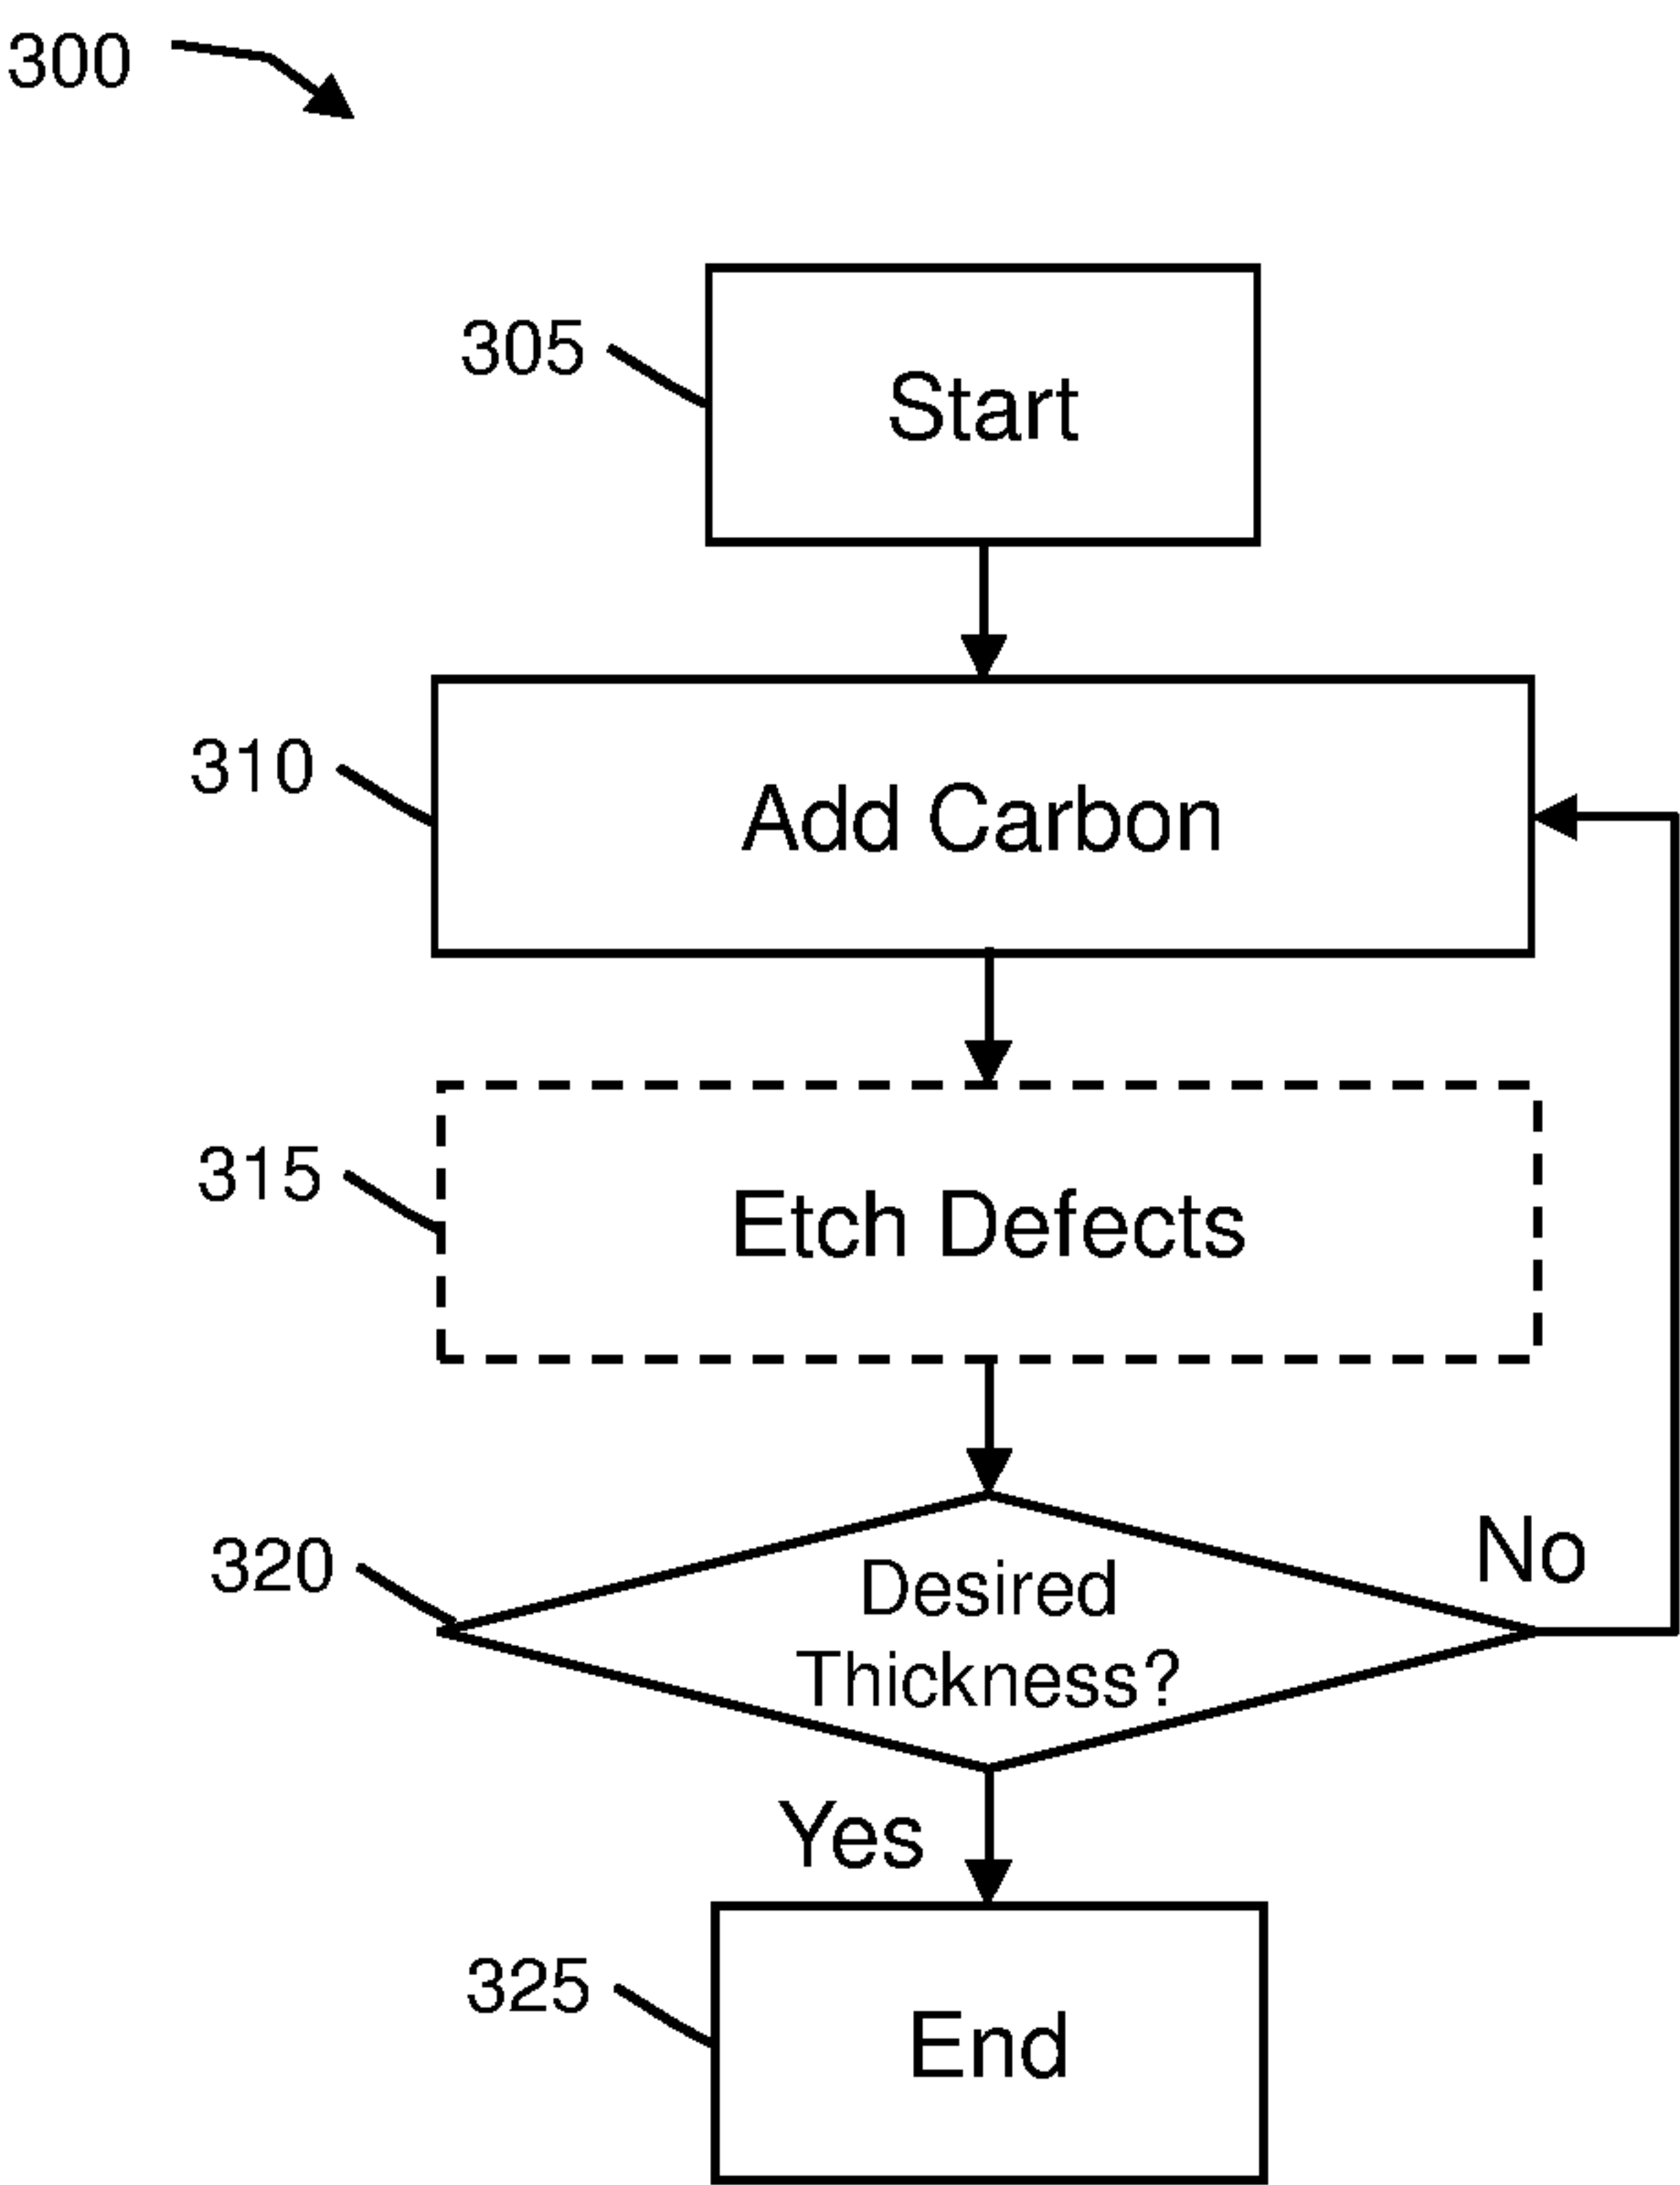 300
305
Start
310
Add Carbon
315
Etch Defects
320
Desired
Thickness?
No
Yes
325
End